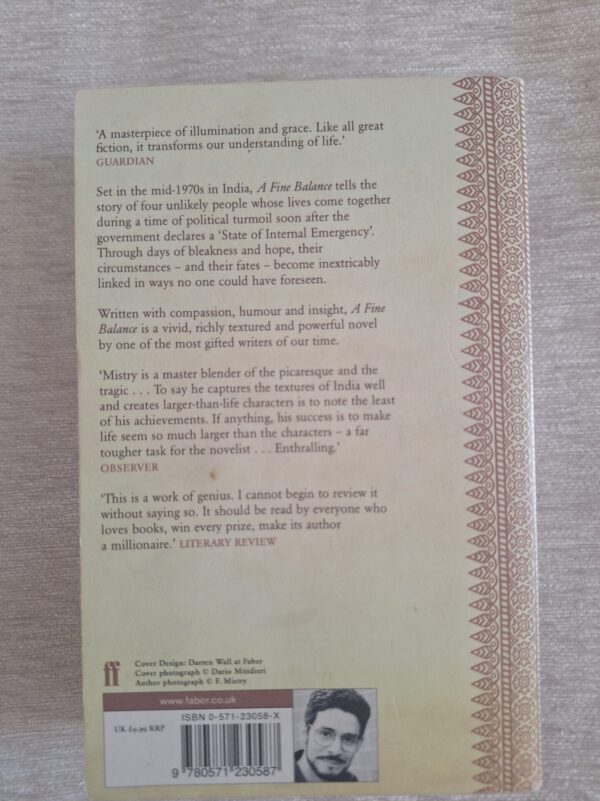 ‘A masterpiece of illumination and grace. Like all great
fiction, it transforms our understanding of life.’
GUARDIAN
Set in the mid-1970s in India, A Fine Balance tells the
story of four unlikely people whose lives come together
during a time of political turmoil soon after the
government declares a ‘State of Internal Emergency’.
Through days of bleakness and hope, their
circumstances – and their fates – become inextricably
linked in ways no one could have foreseen.
Written with compassion, humour and insight, A Fine
Balance is a vivid, richly textured and powerful novel
by one of the most gifted writers of our time.
‘Mistry is a master blender of the picaresque and the
tragic . . . To say he captures the textures of India well
and creates larger-than-life characters is to note the least
of his achievements. If anything, his success is to make
life seem so much larger than the characters – a far
tougher task for the novelist . . . Enthralling.’
OBSERVER
‘This is a work of genius. I cannot begin to review it
without saying so. It should be read by everyone who
loves books, win every prize, make its author
a millionaire.’ LITERARY REVIEW
ff
Cover Design: Darren Wall at Faber
Cover photograph © Dario Mitidieri
Author photograph © F. Mistry
www.faber.co.uk
UK £9.99 RRP
ISBN 0-571-23058-X
9 780571 230587